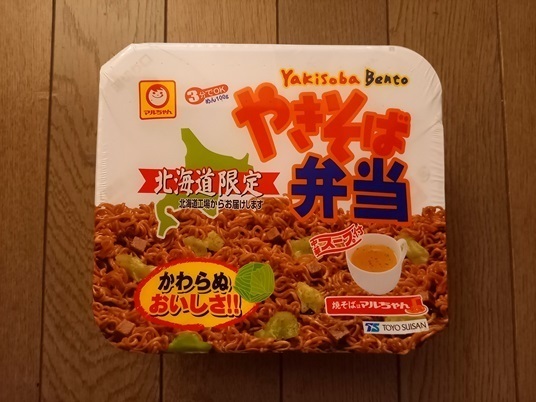 Yakisoba Bento
マルちゃん
3分でOK
めん100g
やきそば
弁当
北海道限定
北海道工場からお届けします
スープ付
かわらぬ
おいしさ!!
焼そばはマルちゃん
TS TOYO SUISAN